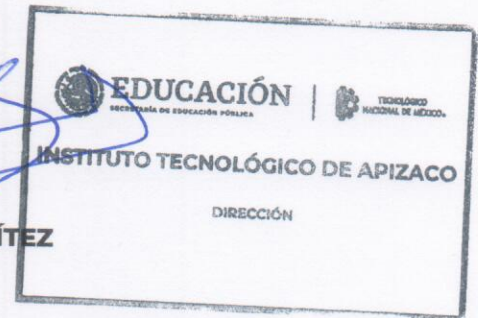 EDUCACIÓN
SECRETARÍA DE EDUCACIÓN PÚBLICA
TECNOLÓGICO
NACIONAL DE MÉXICO®
INSTITUTO TECNOLÓGICO DE APIZACO
DIRECCIÓN
ÍTEZ